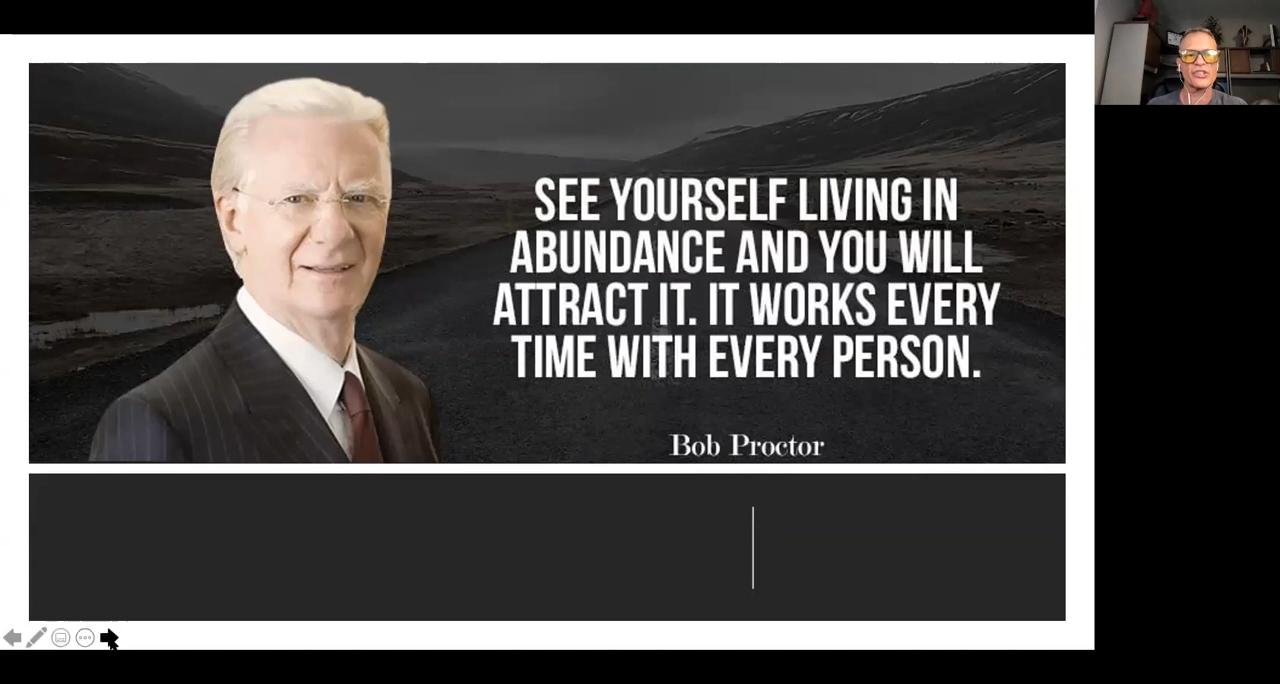 SEE YOURSELF LIVING IN
ABUNDANCE AND YOU WILL
ATTRACT IT. IT WORKS EVERY
TIME WITH EVERY PERSON.
Bob Proctor